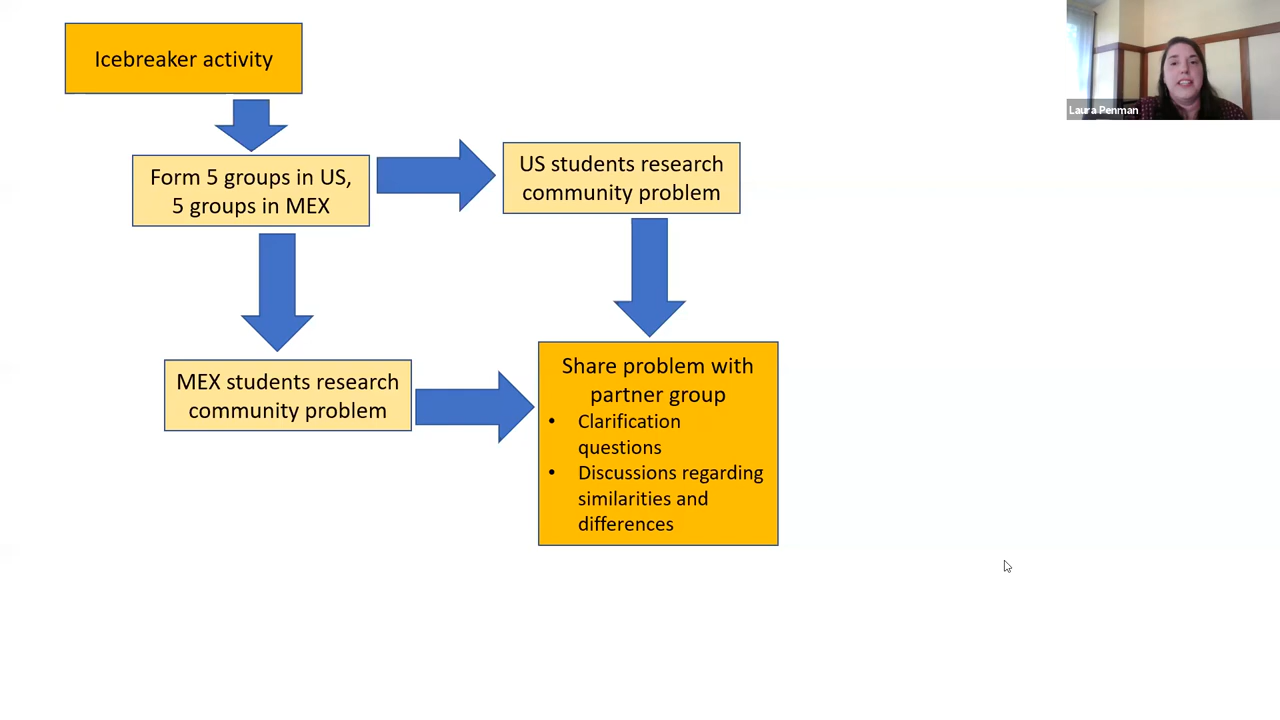 Icebreaker activity
Laura Penman
Form 5 groups in US,
5 groups in MEX
US students research
community problem
MEX students research
community problem
Share problem with
partner group
• Clarification
questions
• Discussions regarding
similarities and
differences